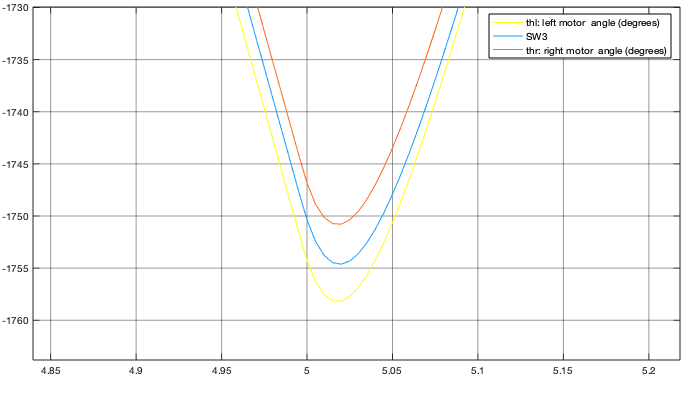 -1730
thl: left motor  angle (degrees)
SW3
thr: right motor  angle (degrees)
-1735
-1740
-1745
-1750
-1755
-1760
4.85 4.9 4.95 5 5.05 5.1 5.15 5.2